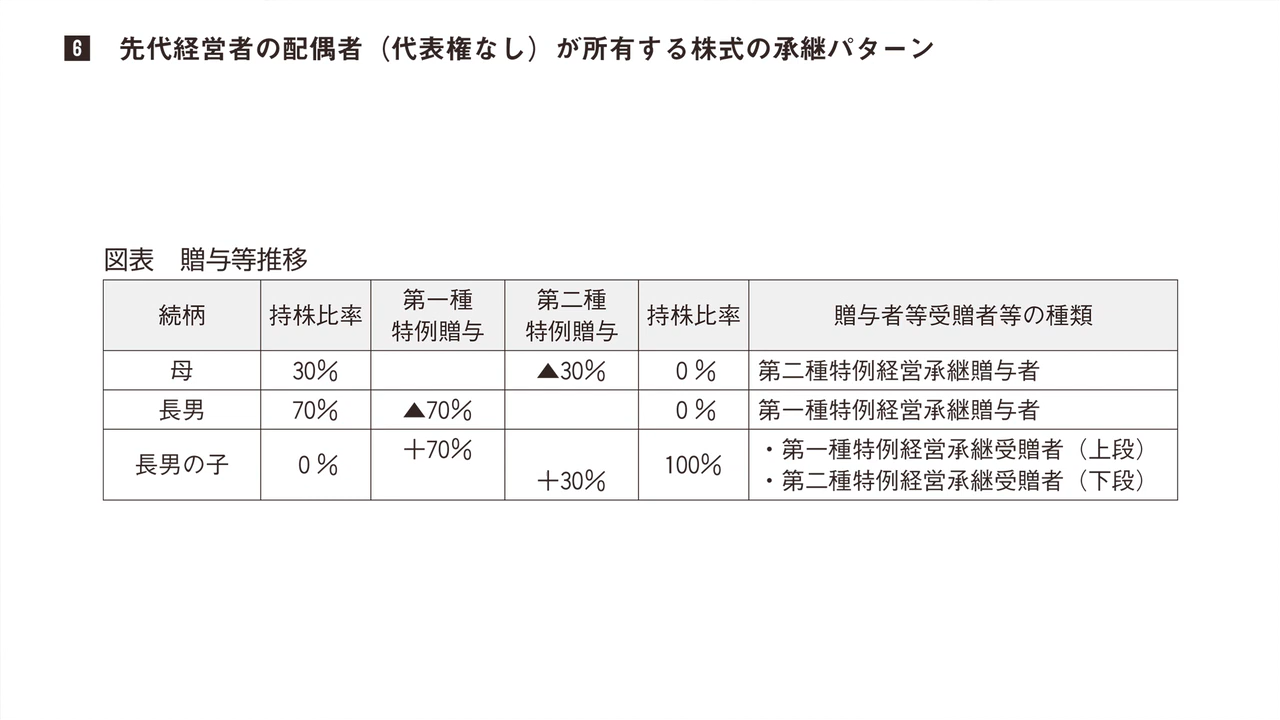 6 先代経営者の配偶者（代表権なし）が所有する株式の承継パターン
図表　贈与等推移
続柄 持株比率 第一種特例贈与 第二種特例贈与 持株比率 贈与者等受贈者等の種類
母 30％ ▲30％ 0％ 第二種特例経営承継贈与者
長男 70％ ▲70％ 0％ 第一種特例経営承継贈与者
長男の子 0％ ＋70％ ＋30％ 100％ ・第一種特例経営承継受贈者（上段）
・第二種特例経営承継受贈者（下段）